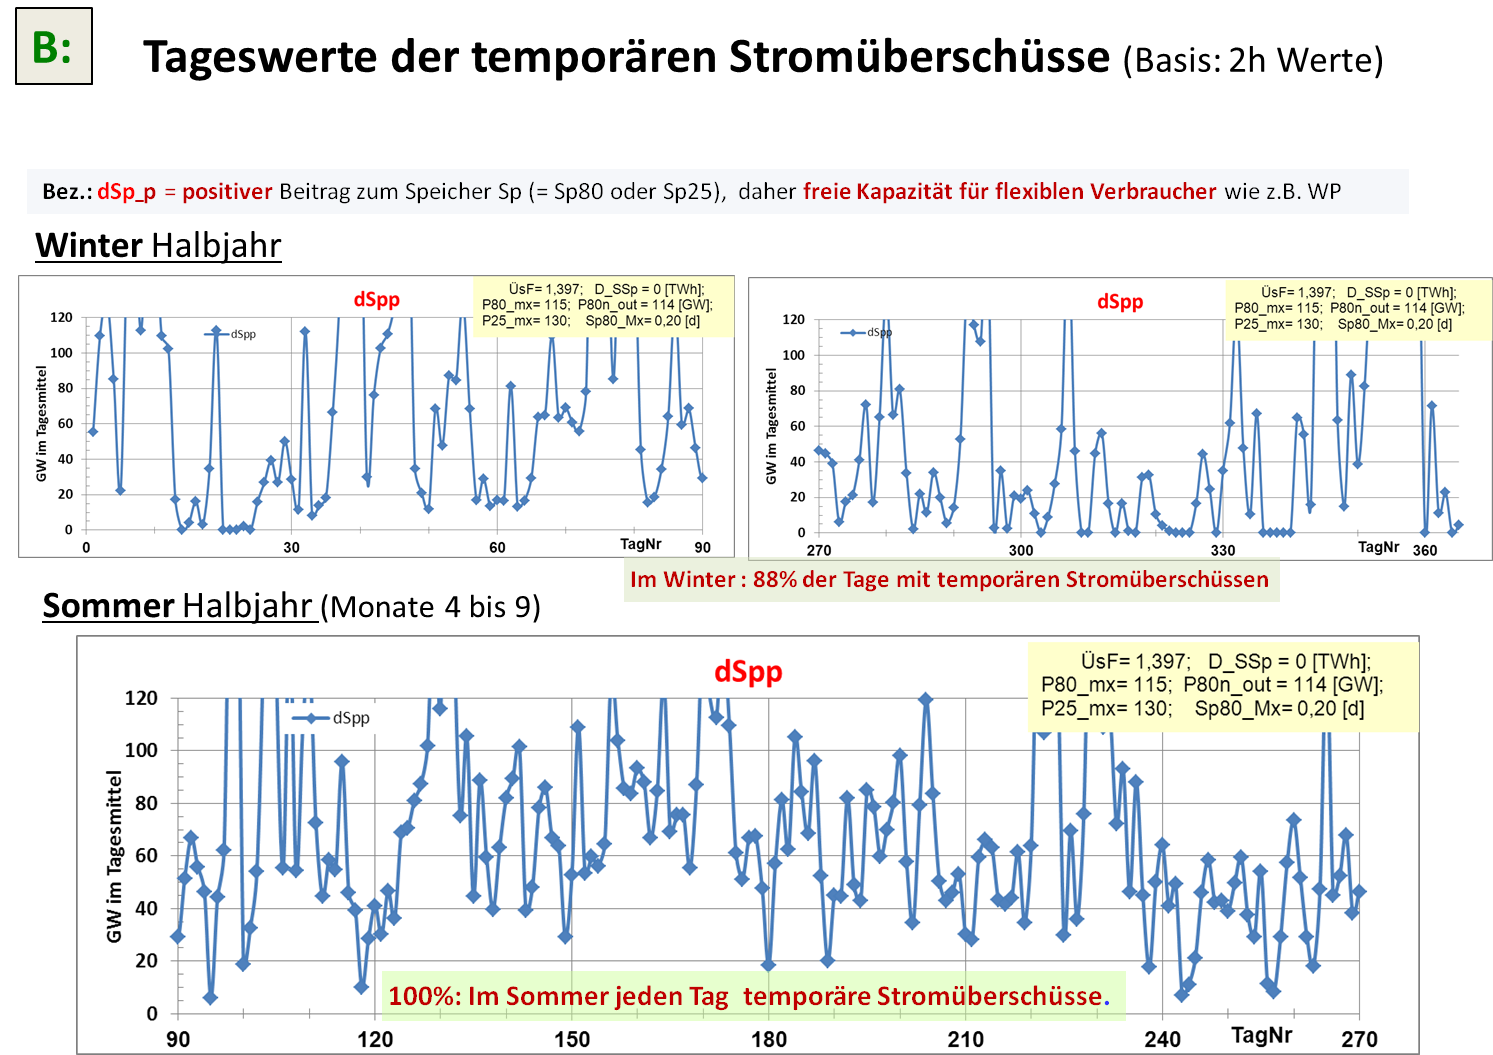 B:
Tageswerte der temporären Stromüberschüsse (Basis: 2h Werte)
Bez.: dSp_p = positiver Beitrag zum Speicher Sp (= Sp80 oder Sp25), daher freie Kapazität für flexiblen Verbraucher wie z.B. WP
Winter Halbjahr
dSpp
ÜsF= 1,397; D_SSp = 0 [TWh];
P80_mx= 115; P80n_out = 114 [GW];
P25_mx= 130; Sp80_Mx= 0,20 [d]
dSpp
GW im Tagesmittel
120
100
80
60
40
20
0
0 30 60 TagNr 90
dSpp
ÜsF= 1,397; D_SSp = 0 [TWh];
P80_mx= 115; P80n_out = 114 [GW];
P25_mx= 130; Sp80_Mx= 0,20 [d]
dSpp
GW im Tagesmittel
120
100
80
60
40
20
0
270 300 330 TagNr 360
Im Winter : 88% der Tage mit temporären Stromüberschüssen
Sommer Halbjahr (Monate 4 bis 9)
dSpp
ÜsF= 1,397; D_SSp = 0 [TWh];
P80_mx= 115; P80n_out = 114 [GW];
P25_mx= 130; Sp80_Mx= 0,20 [d]
dSpp
GW im Tagesmittel
120
100
80
60
40
20
0
100%: Im Sommer jeden Tag temporäre Stromüberschüsse.
90 120 150 180 210 240 TagNr 270